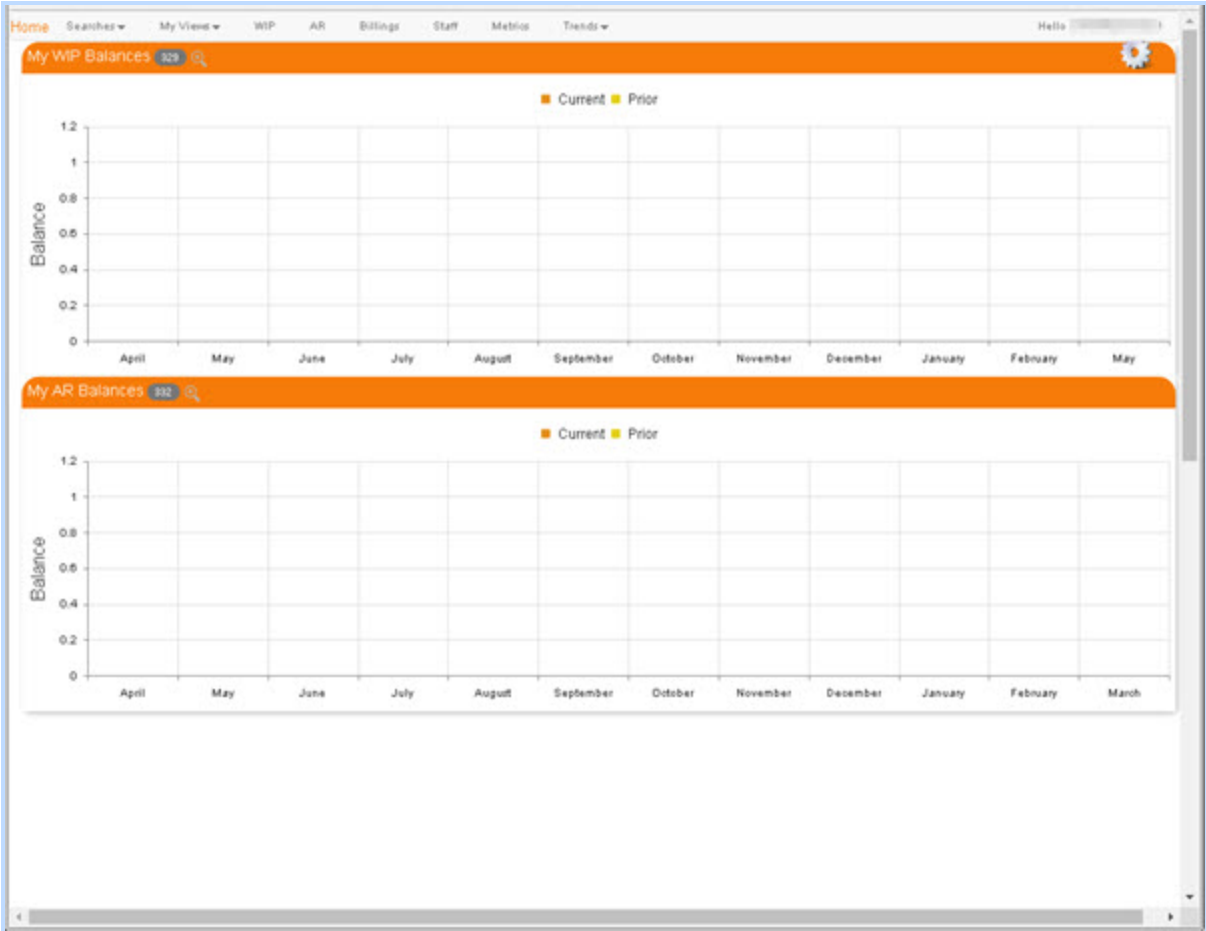 Home Searches My Views WIP AR Billings Staff Metrics Trends Hello !
My WIP Balances 329
Current Prior
1.2
1
0.8
0.6
0.4
0.2
0
Balance
April May June July August September October November December January February May
My AR Balances 332
Current Prior
1.2
1
0.8
0.6
0.4
0.2
0
Balance
April May June July August September October November December January February March